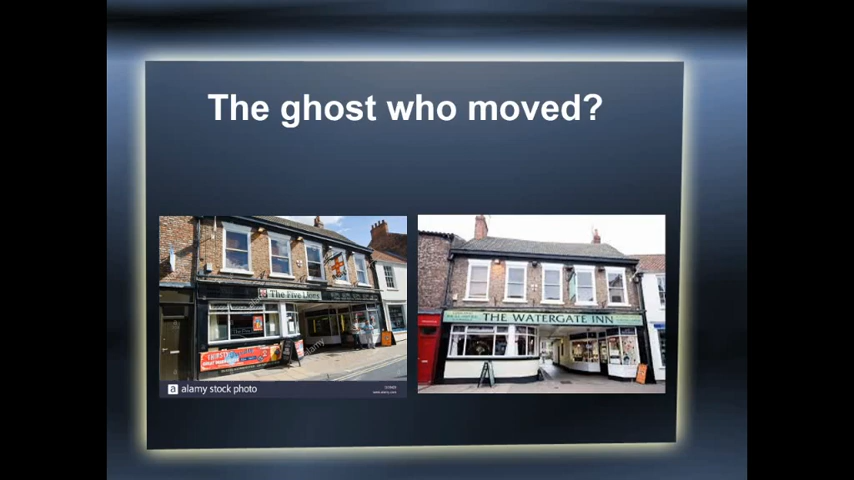 The ghost who moved?
The Five Lions
THIRSTY
a alamy stock photo
alamy
THE WATERGATE INN